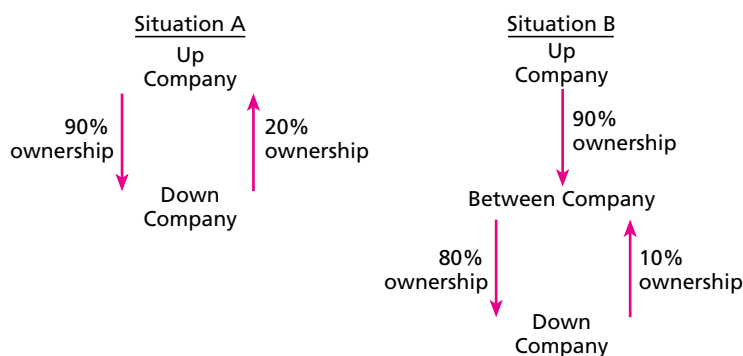 Situation A
Up
Company
90%
ownership
20%
ownership
Down
Company
Situation B
Up
Company
90%
ownership
Between Company
80%
ownership
10%
ownership
Down
Company